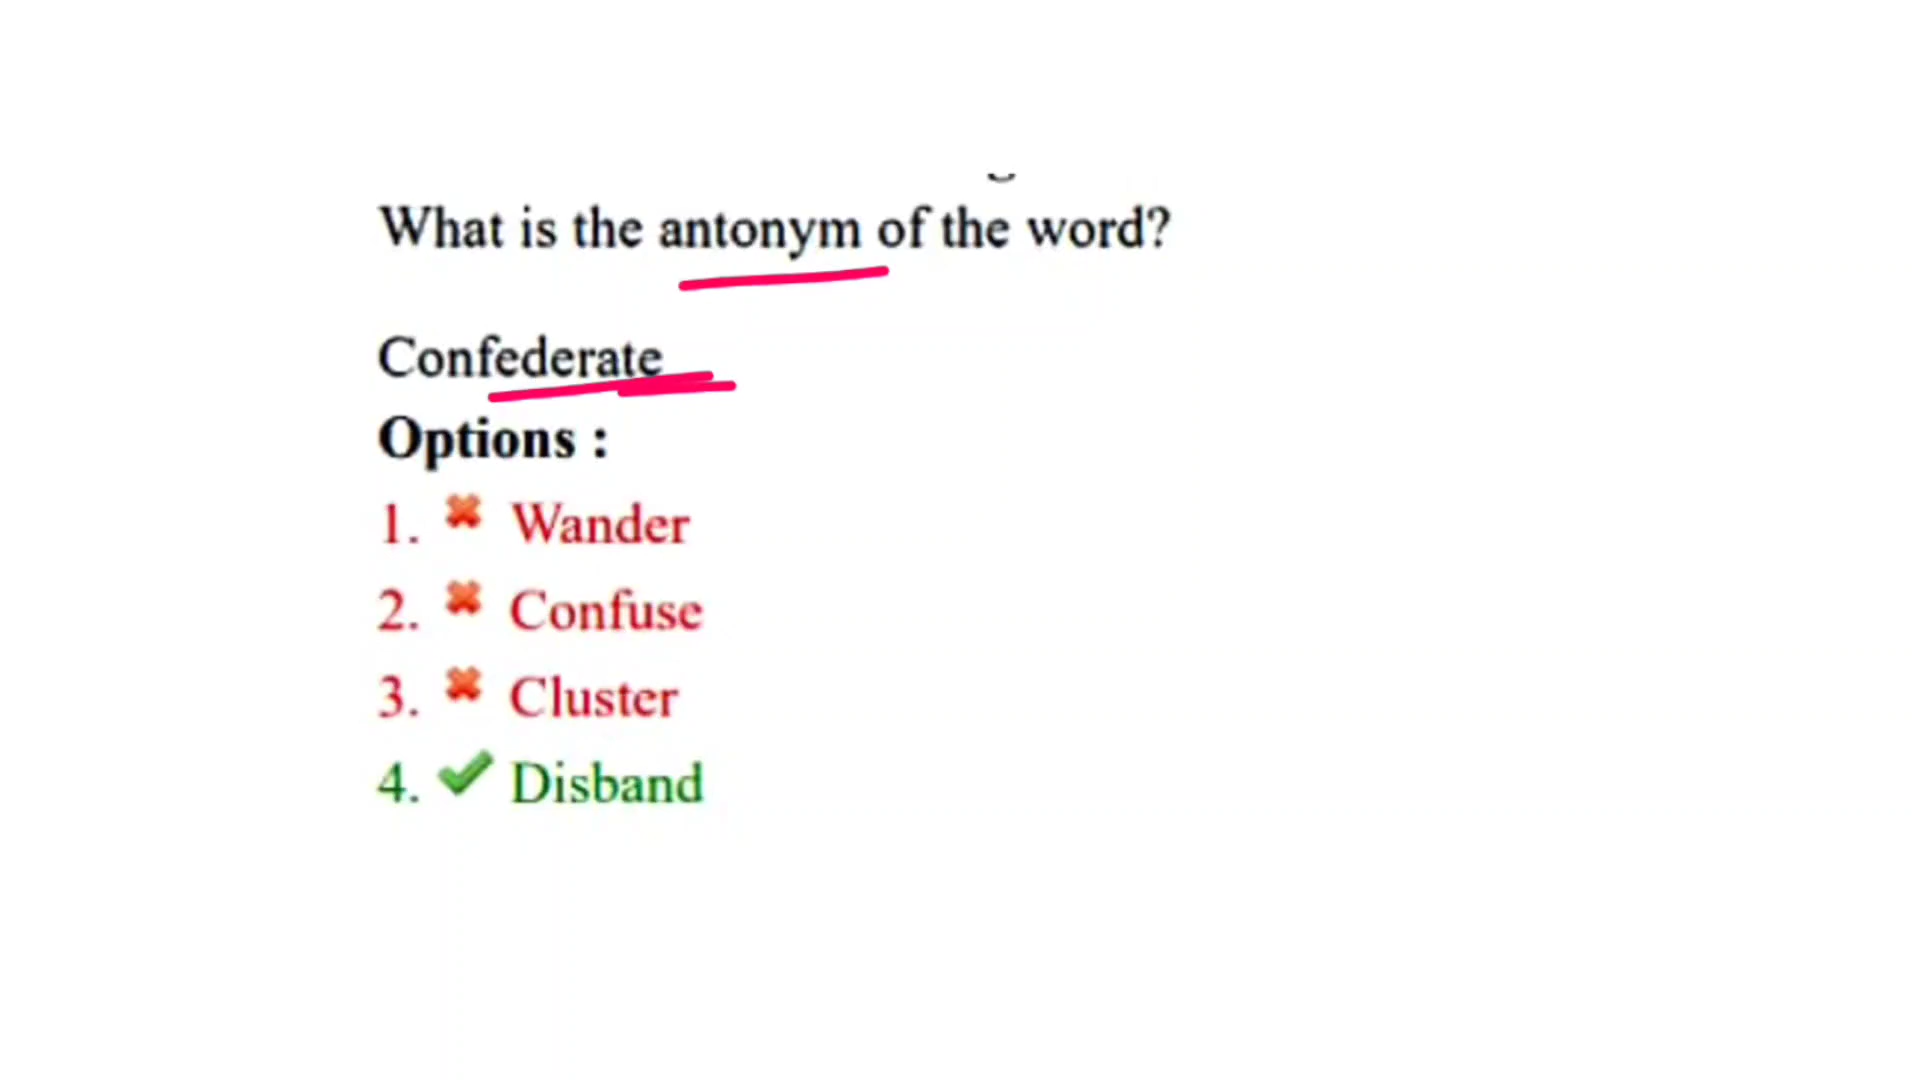 What is the antonym of the word?
Confederate
Options :
1. Wander
2. Confuse
3. Cluster
4. Disband